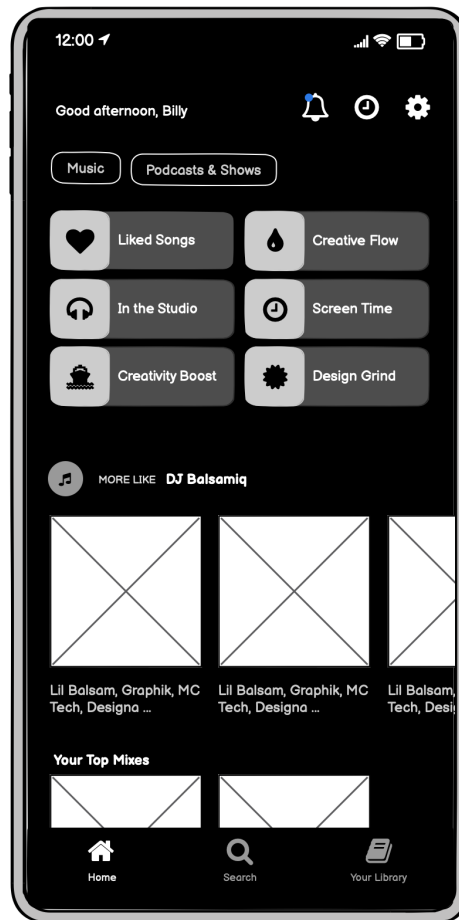 12:00
Good afternoon, Billy
Music
Podcasts & Shows
Liked Songs
Creative Flow
In the Studio
Screen Time
Creativity Boost
Design Grind
MORE LIKE DJ Balsamiq
Lil Balsam, Graphik, MC
Tech, Designa ...
Lil Balsam, Graphik, MC
Tech, Designa ...
Lil Balsam,
Tech, Desig
Your Top Mixes
Home
Search
Your Library